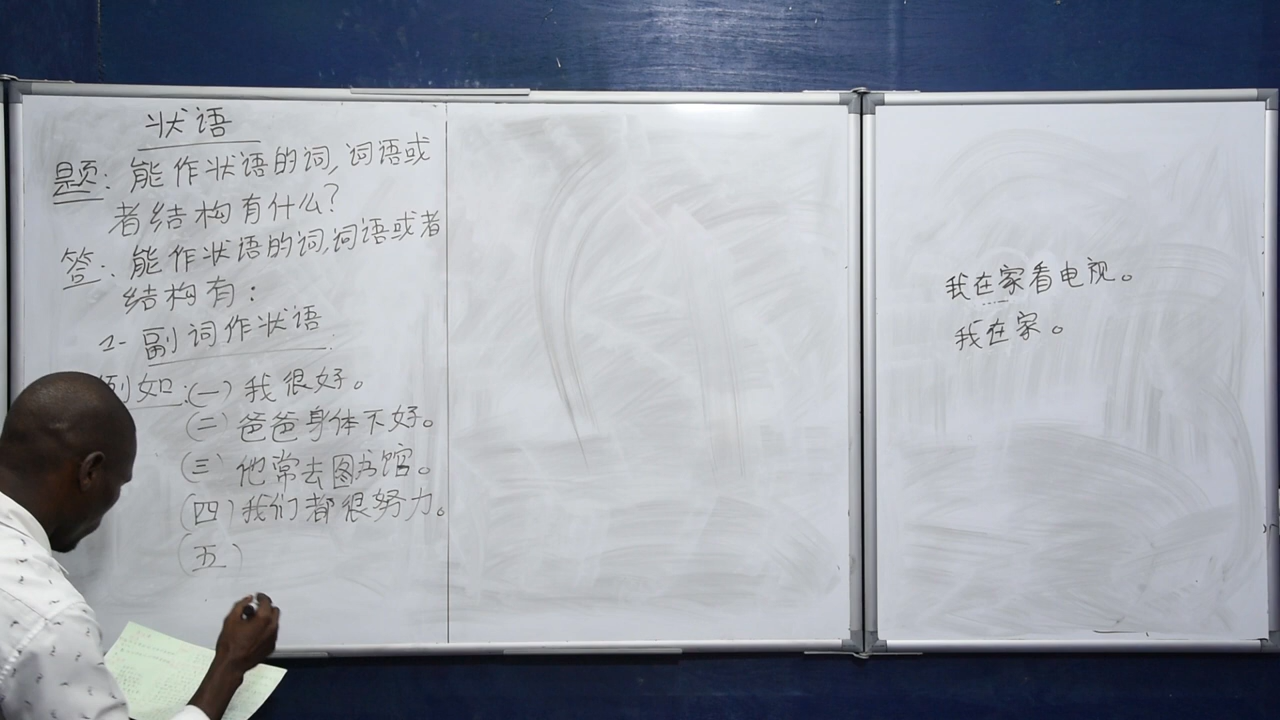 状语
题：能作状语的词，词语或
者结构有什么？
答：能作状语的词，词语或者
结构有：
1- 副词作状语
例如：(一) 我很好。
(二) 爸爸身体不好。
(三) 他常去图书馆。
(四) 我们都很努力。
(五)
我在家看电视。
我在家。